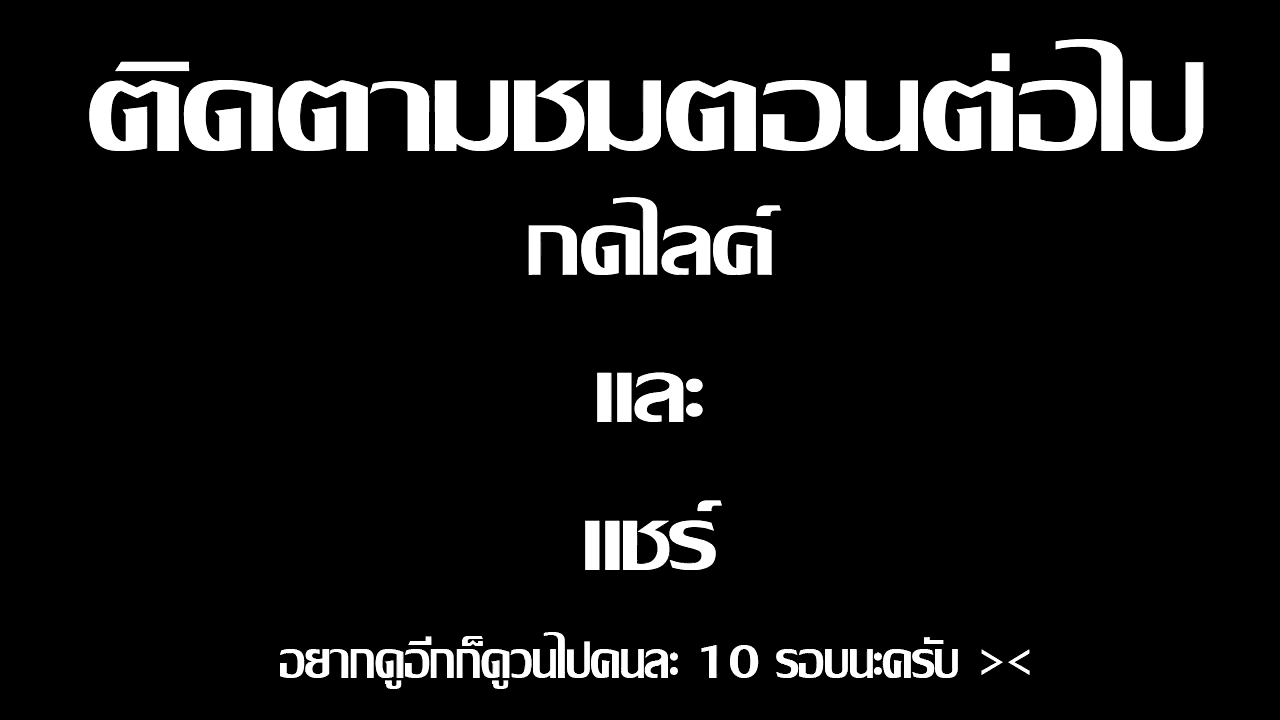 ติดตามชมตอนต่อไป
กดไลค์
และ
แชร์
อยากดูอีกก็ดูวนไปคนละ 10 รอบนะครับ ><